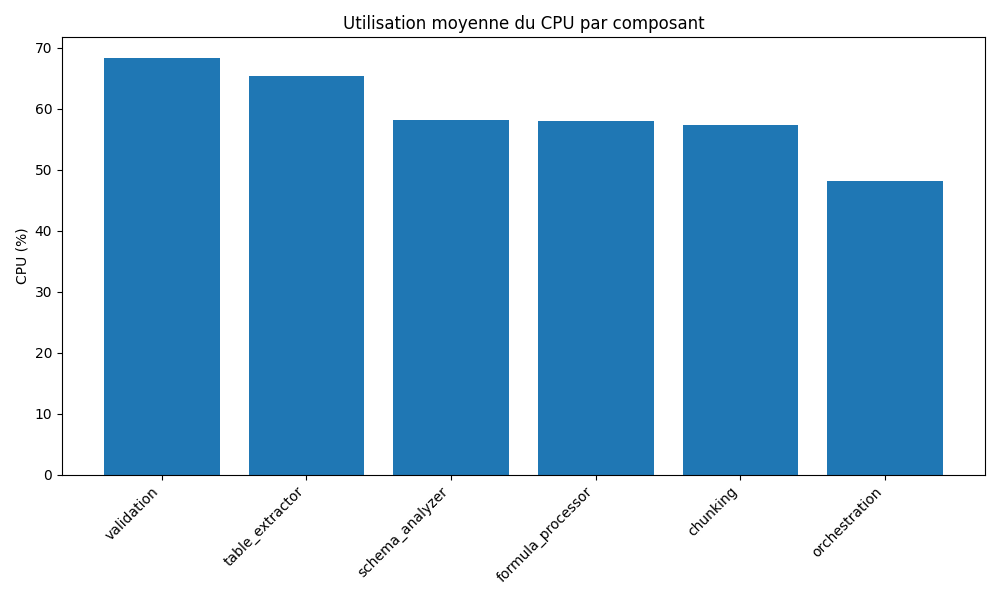 Utilisation moyenne du CPU par composant
CPU (%)
70
60
50
40
30
20
10
0
validation
table_extractor
schema_analyzer
formula_processor
chunking
orchestration